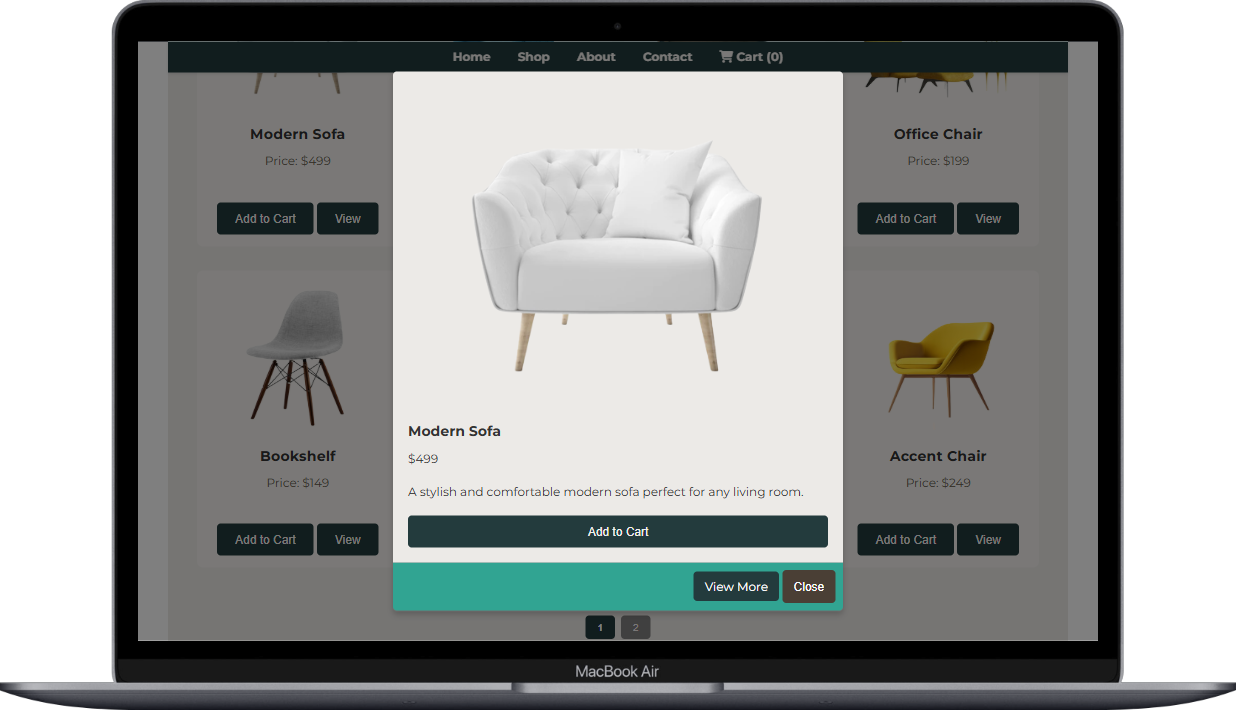 Home Shop About Contact Cart (0)
Modern Sofa
Price: $499
Add to Cart View
Office Chair
Price: $199
Add to Cart View
Modern Sofa
$499
A stylish and comfortable modern sofa perfect for any living room.
Add to Cart
View More Close
Bookshelf
Price: $149
Add to Cart View
Accent Chair
Price: $249
Add to Cart View
1 2
MacBook Air